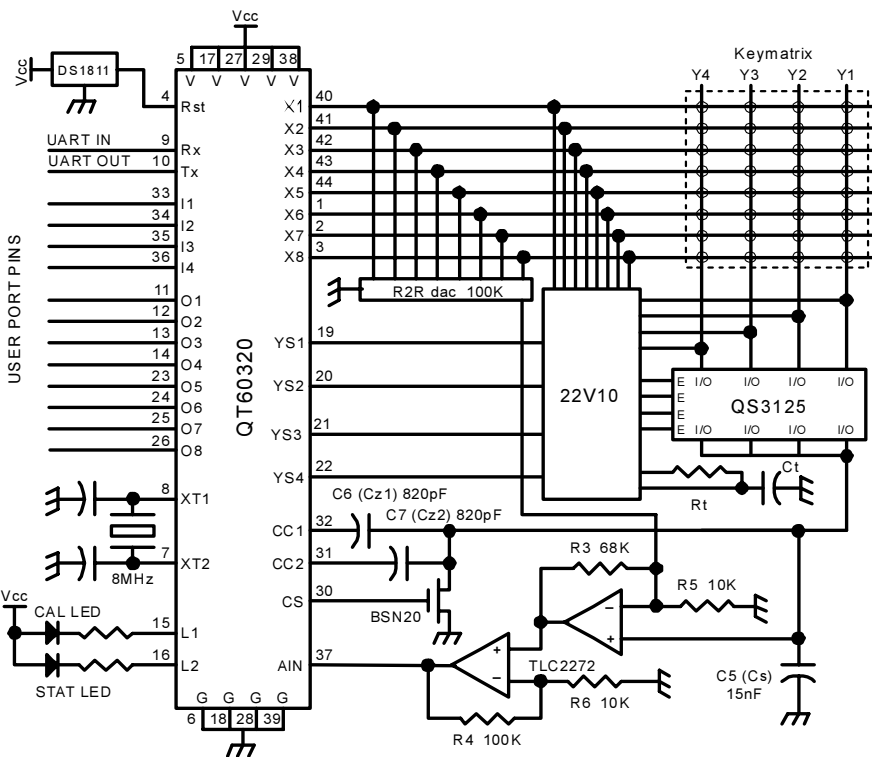 Vcc
5 17 27 29 38
V V V V V
Vcc
DS1811
4 Rst
UART IN 9 Rx
UART OUT 10 Tx
33 I1
34 I2
35 I3
36 I4
USER PORT PINS
11 O1
12 O2
13 O3
14 O4
23 O5
24 O6
25 O7
26 O8
8 XT1
7 XT2
8MHz
Vcc
CAL LED
15 L1
16 L2
STAT LED
G G G G
6 18 28 39
QT60320
X1 40
X2 41
X3 42
X4 43
X5 44
X6 1
X7 2
X8 3
YS1 19
YS2 20
YS3 21
YS4 22
CC1 32
CC2 31
CS 30
AIN 37
Keymatrix
Y4 Y3 Y2 Y1
R2R dac 100K
22V10
E I/O I/O I/O I/O
E
E
E I/O I/O I/O I/O
QS3125
Ct
Rt
C6 (Cz1) 820pF
C7 (Cz2) 820pF
BSN20
R3 68K
R5 10K
−
+
TLC2272
+
−
R6 10K
R4 100K
C5 (Cs)
15nF